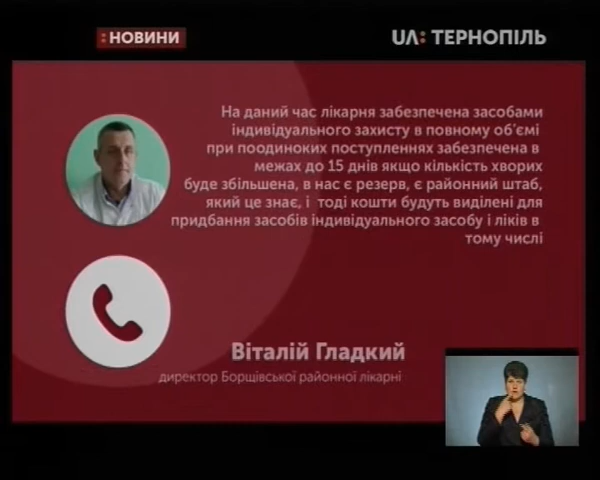 :НОВИНИ
UA: ТЕРНОПІЛЬ
На даний час лікарня забезпечена засобами
індивідуального захисту в повному об'ємі
при поодиноких поступленнях забезпечена в
межах до 15 днів якщо кількість хворих
буде збільшена, в нас є резерв, є районний штаб,
який це знає, і тоді кошти будуть виділені для
придбання засобів індивідуального засобу і ліків в
тому числі
Віталій Гладкий
директор Борщівської районної лікарні